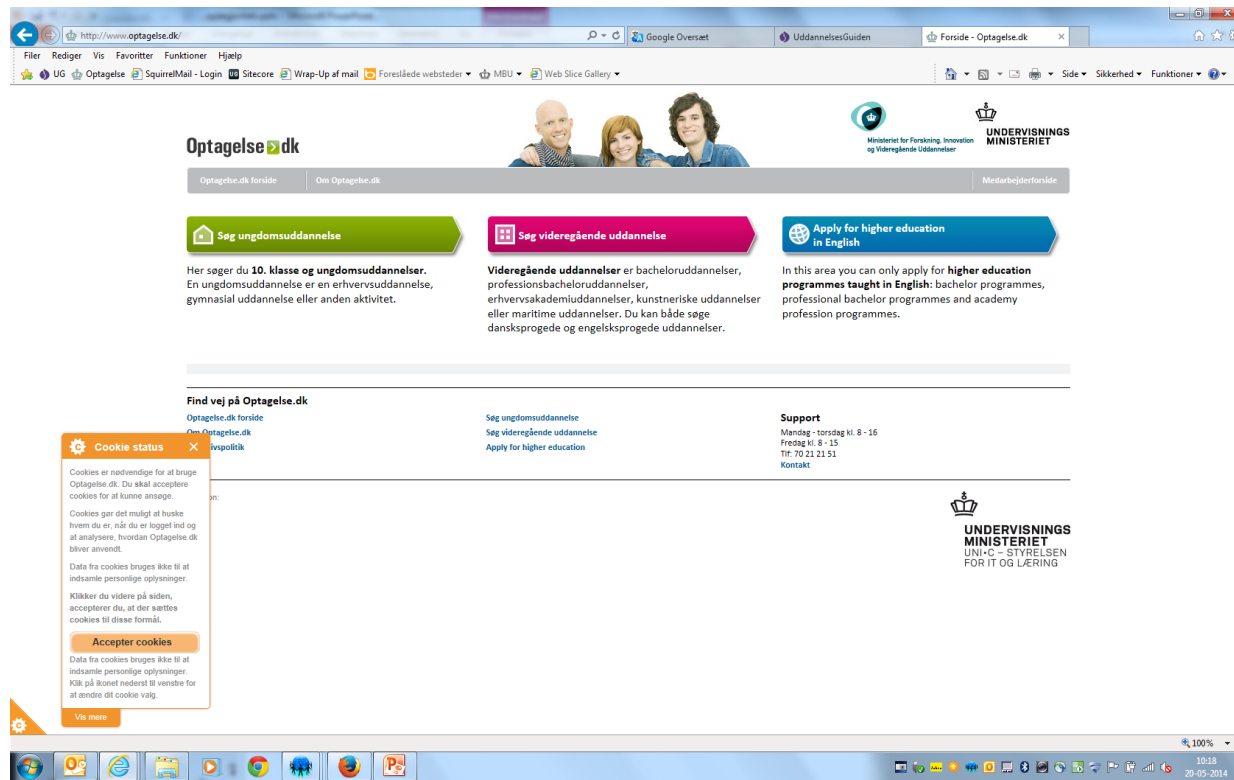 http://www.optagelse.dk/
Google Oversæt
UddannelsesGuiden
Forside - Optagelse.dk
Filer Rediger Vis Favoritter Funktioner Hjælp
UG Optagelse SquirrelMail - Login Sitecore Wrap-Up af mail Foreslåede websteder MBU Web Slice Gallery
Side Sikkerhed Funktioner
Optagelse dk
Ministeriet for Forskning, Innovation
og Videregående Uddannelser
UNDERVISNINGS
MINISTERIET
Optagelse.dk forside Om Optagelse.dk Medarbejderforside
Søg ungdomsuddannelse
Her søger du 10. klasse og ungdomsuddannelser.
En ungdomsuddannelse er en erhvervsuddannelse,
gymnasial uddannelse eller anden aktivitet.
Søg videregående uddannelse
Videregående uddannelser er bacheloruddannelser,
professionsbacheloruddannelser,
erhvervsakademiuddannelser, kunstneriske uddannelser
eller maritime uddannelser. Du kan både søge
dansksprogede og engelsksprogede uddannelser.
Apply for higher education
in English
In this area you can only apply for higher education
programmes taught in English: bachelor programmes,
professional bachelor programmes and academy
profession programmes.
Find vej på Optagelse.dk
Optagelse.dk forside
Om Optagelse.dk
ivspolitik
Søg ungdomsuddannelse
Søg videregående uddannelse
Apply for higher education
Support
Mandag - torsdag kl. 8 - 16
Fredag kl. 8 - 15
Tlf: 70 21 21 51
Kontakt
on:
UNDERVISNINGS
MINISTERIET
UNI•C – STYRELSEN
FOR IT OG LÆRING
Cookie status
Cookies er nødvendige for at bruge
Optagelse.dk. Du skal acceptere
cookies for at kunne ansøge.
Cookies gør det muligt at huske
hvem du er, når du er logget ind og
at analysere, hvordan Optagelse.dk
bliver anvendt.
Data fra cookies bruges ikke til at
indsamle personlige oplysninger.
Klikker du videre på siden,
accepterer du, at der sættes
cookies til disse formål.
Accepter cookies
Data fra cookies bruges ikke til at
indsamle personlige oplysninger.
Klik på ikonet nederst til venstre for
at ændre dit cookie valg.
Vis mere
100%
10:18
20-05-2014